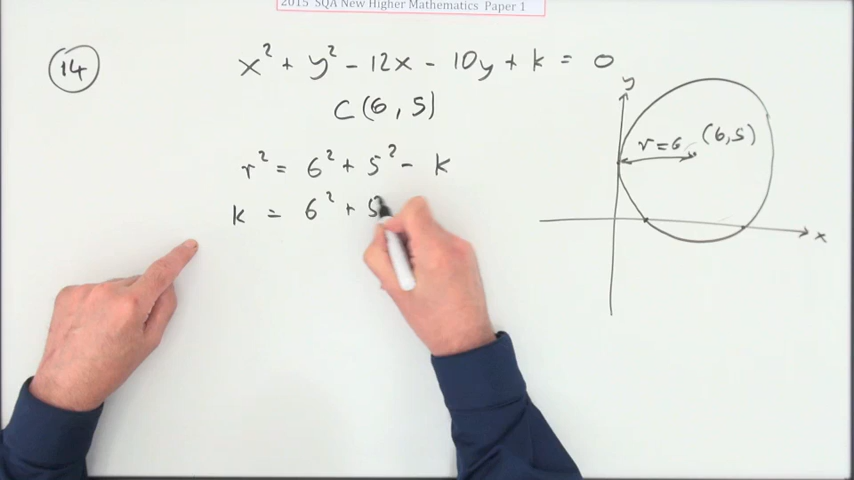 2015 SQA New Higher Mathematics Paper 1
14
x² + y² - 12x - 10y + k = 0
C (6, 5)
r² = 6² + 5² - k
k = 6² + 5²
y
r = 6
(6, 5)
x